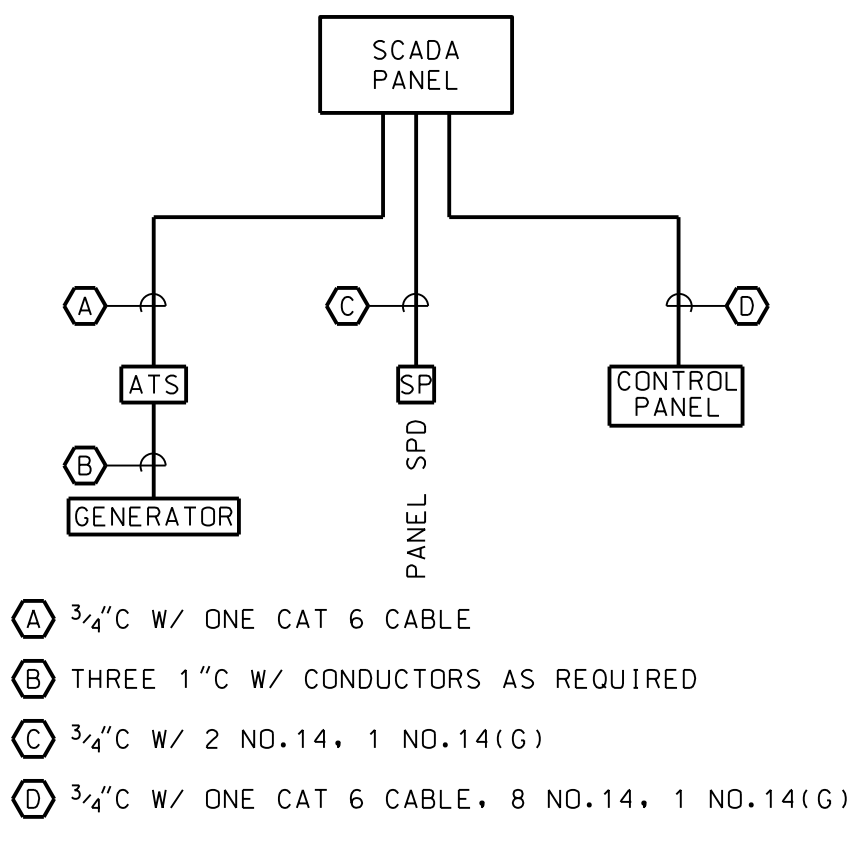 SCADA
PANEL
A
C
D
ATS
SP
CONTROL
PANEL
B
GENERATOR
PANEL SPD
A 3/4"C W/ ONE CAT 6 CABLE
B THREE 1"C W/ CONDUCTORS AS REQUIRED
C 3/4"C W/ 2 NO.14, 1 NO.14(G)
D 3/4"C W/ ONE CAT 6 CABLE, 8 NO.14, 1 NO.14(G)